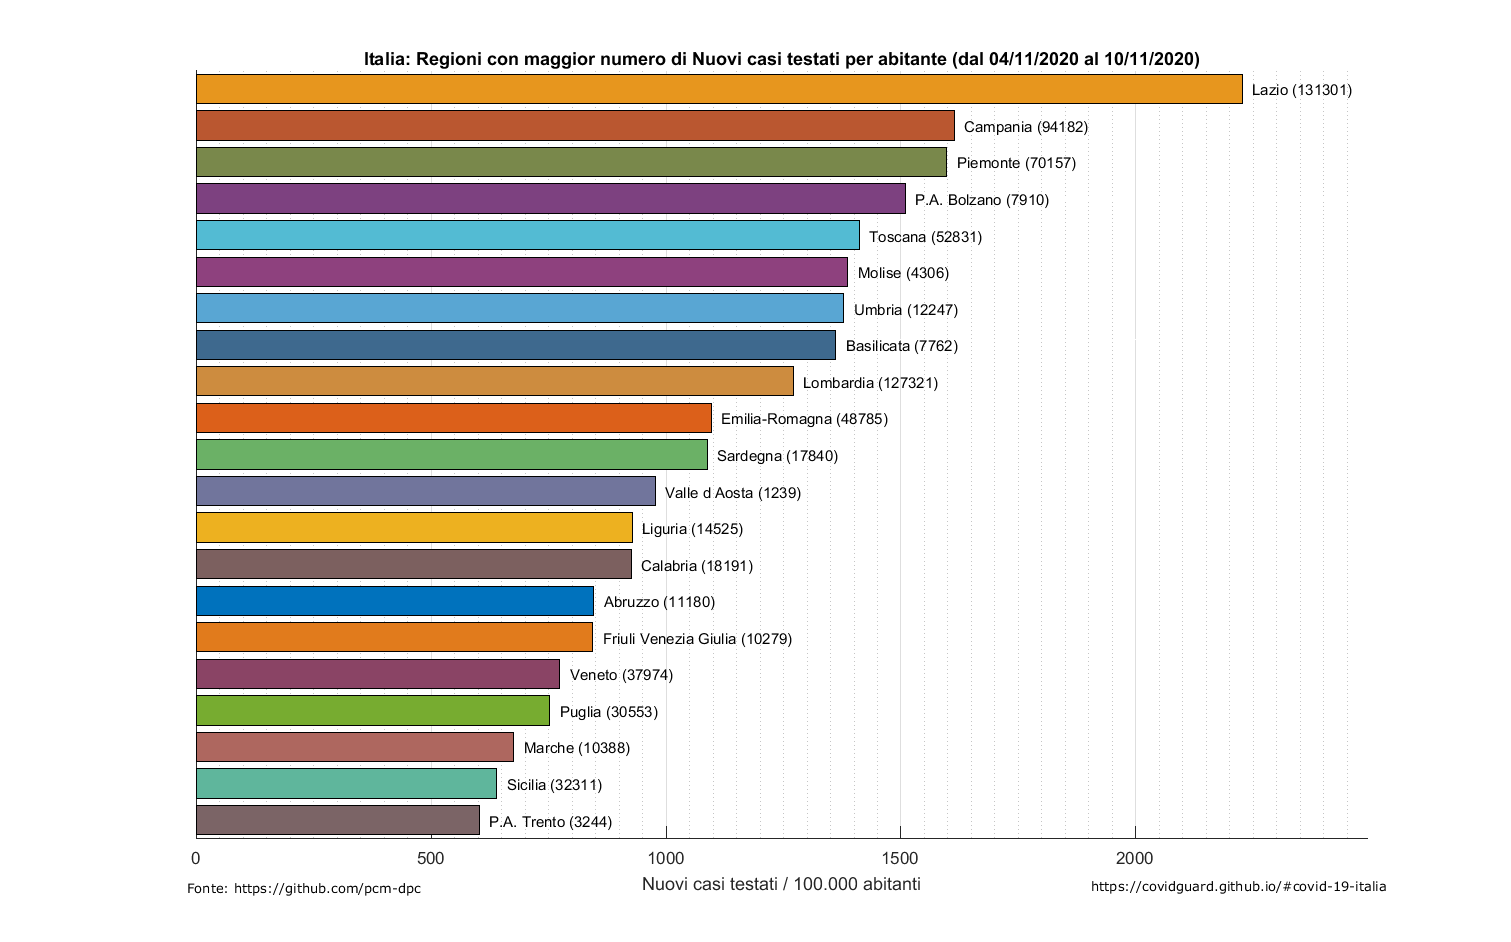 Italia: Regioni con maggior numero di Nuovi casi testati per abitante (dal 04/11/2020 al 10/11/2020)
Lazio (131301)
Campania (94182)
Piemonte (70157)
P.A. Bolzano (7910)
Toscana (52831)
Molise (4306)
Umbria (12247)
Basilicata (7762)
Lombardia (127321)
Emilia-Romagna (48785)
Sardegna (17840)
Valle d Aosta (1239)
Liguria (14525)
Calabria (18191)
Abruzzo (11180)
Friuli Venezia Giulia (10279)
Veneto (37974)
Puglia (30553)
Marche (10388)
Sicilia (32311)
P.A. Trento (3244)
0 500 1000 1500 2000
Nuovi casi testati / 100.000 abitanti
Fonte: https://github.com/pcm-dpc
https://covidguard.github.io/#covid-19-italia